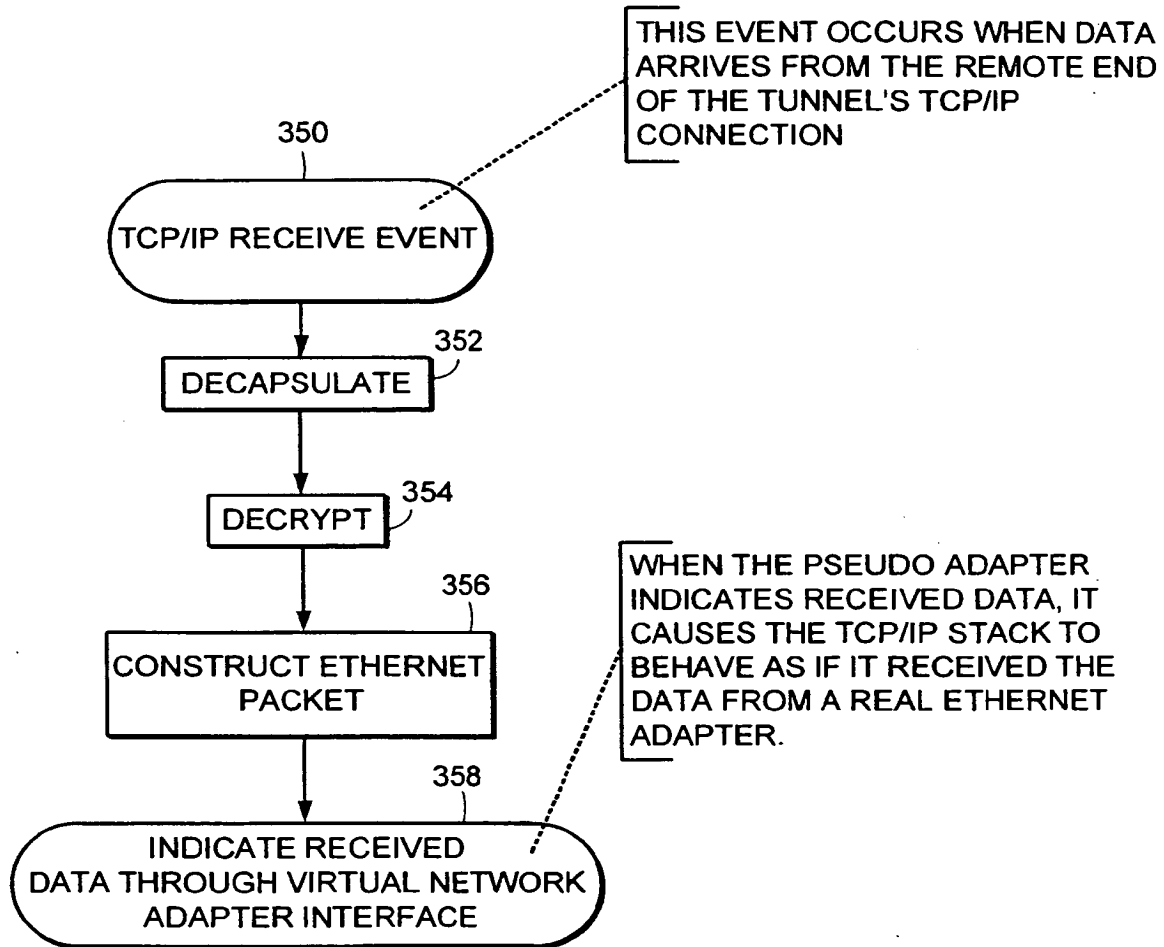 THIS EVENT OCCURS WHEN DATA
ARRIVES FROM THE REMOTE END
OF THE TUNNEL'S TCP/IP
CONNECTION
350
TCP/IP RECEIVE EVENT
352
DECAPSULATE
354
DECRYPT
356
CONSTRUCT ETHERNET
PACKET
WHEN THE PSEUDO ADAPTER
INDICATES RECEIVED DATA, IT
CAUSES THE TCP/IP STACK TO
BEHAVE AS IF IT RECEIVED THE
DATA FROM A REAL ETHERNET
ADAPTER.
358
INDICATE RECEIVED
DATA THROUGH VIRTUAL NETWORK
ADAPTER INTERFACE